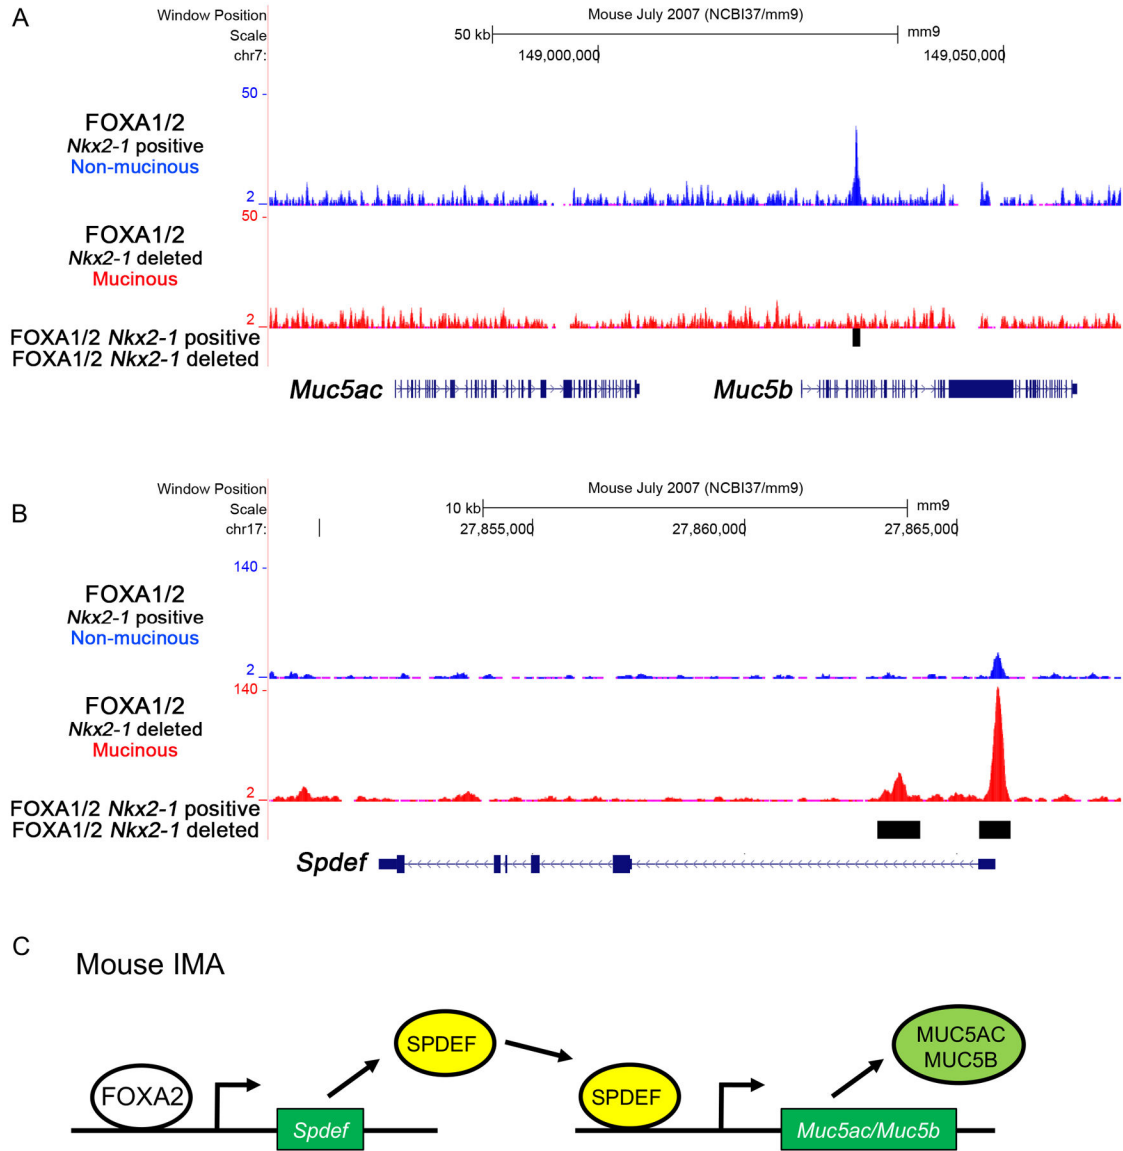 A
Window Position
Mouse July 2007 (NCBI37/mm9)
Scale
50 kb
mm9
chr7:
149,000,000
149,050,000
50
FOXA1/2
Nkx2-1 positive
Non-mucinous
2
50
FOXA1/2
Nkx2-1 deleted
Mucinous
2
FOXA1/2 Nkx2-1 positive
FOXA1/2 Nkx2-1 deleted
Muc5ac
Muc5b
B
Window Position
Mouse July 2007 (NCBI37/mm9)
Scale
10 kb
mm9
chr17:
27,855,000
27,860,000
27,865,000
140
FOXA1/2
Nkx2-1 positive
Non-mucinous
2
140
FOXA1/2
Nkx2-1 deleted
Mucinous
2
FOXA1/2 Nkx2-1 positive
FOXA1/2 Nkx2-1 deleted
Spdef
C
Mouse IMA
FOXA2
Spdef
SPDEF
SPDEF
Muc5ac/Muc5b
MUC5AC
MUC5B